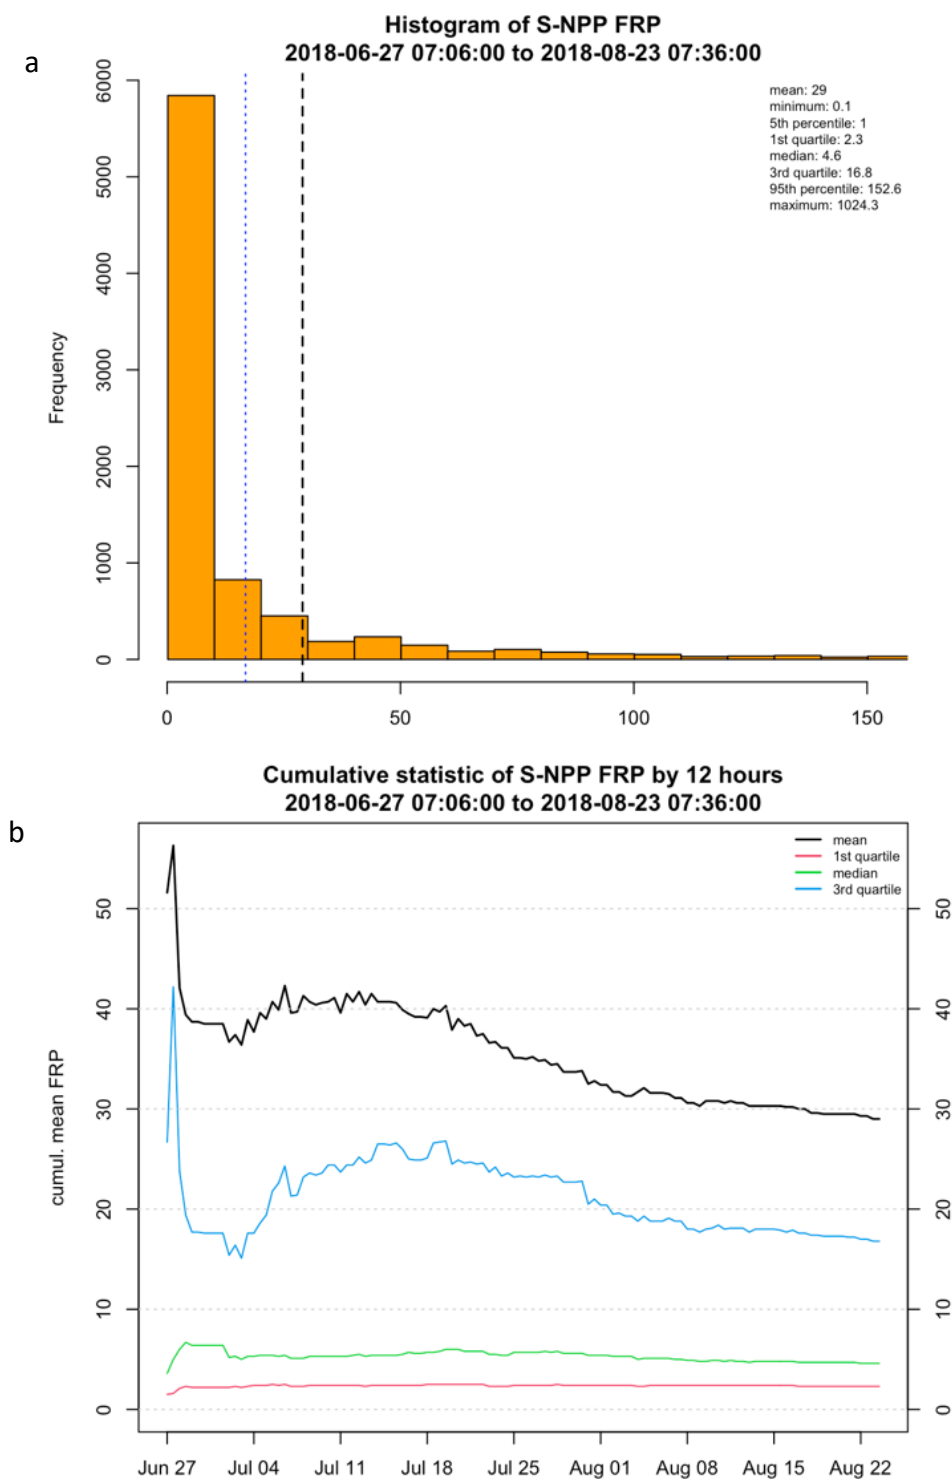 a
Histogram of S-NPP FRP
2018-06-27 07:06:00 to 2018-08-23 07:36:00
mean: 29
minimum: 0.1
5th percentile: 1
1st quartile: 2.3
median: 4.6
3rd quartile: 16.8
95th percentile: 152.6
maximum: 1024.3
Frequency
6000
5000
4000
3000
2000
1000
0
0 50 100 150
b
Cumulative statistic of S-NPP FRP by 12 hours
2018-06-27 07:06:00 to 2018-08-23 07:36:00
mean
1st quartile
median
3rd quartile
cumul. mean FRP
50 50
40 40
30 30
20 20
10 10
0 0
Jun 27 Jul 04 Jul 11 Jul 18 Jul 25 Aug 01 Aug 08 Aug 15 Aug 22